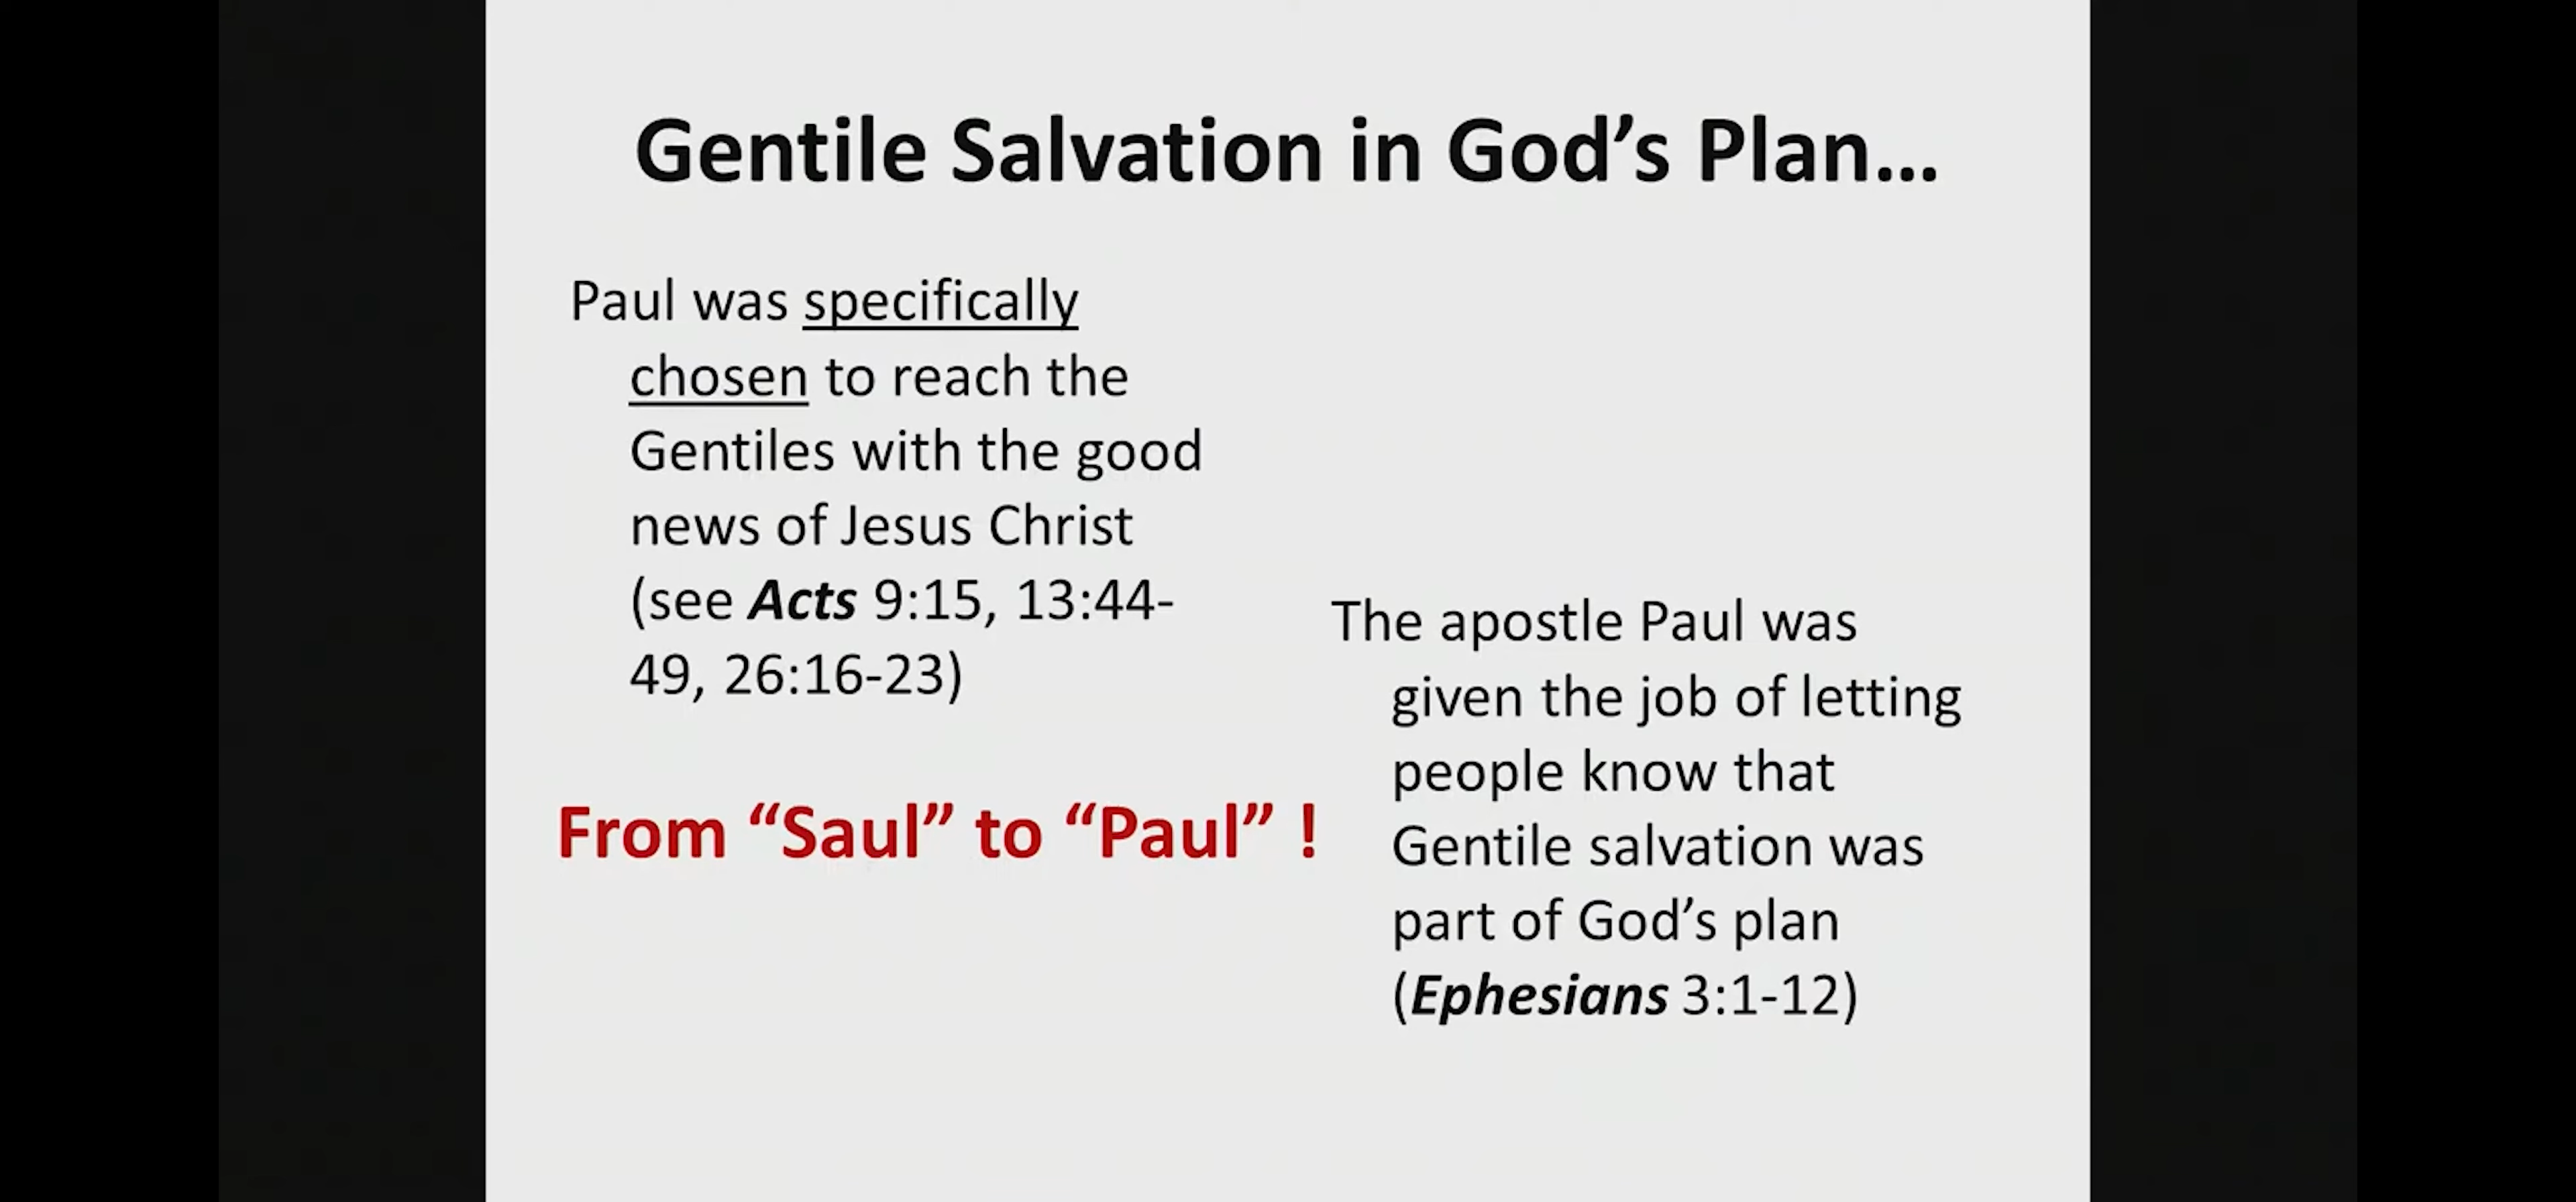 Gentile Salvation in God’s Plan...
Paul was specifically
chosen to reach the
Gentiles with the good
news of Jesus Christ
(see Acts 9:15, 13:44-
49, 26:16-23)
From “Saul” to “Paul” !
The apostle Paul was
given the job of letting
people know that
Gentile salvation was
part of God’s plan
(Ephesians 3:1-12)